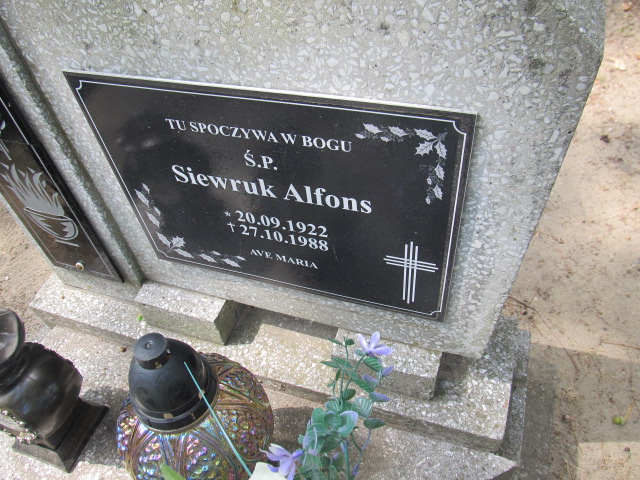 TU SPOCZYWA W BOGU
Ś.P.
Siewruk Alfons
* 20.09.1922
† 27.10.1988
AVE MARIA